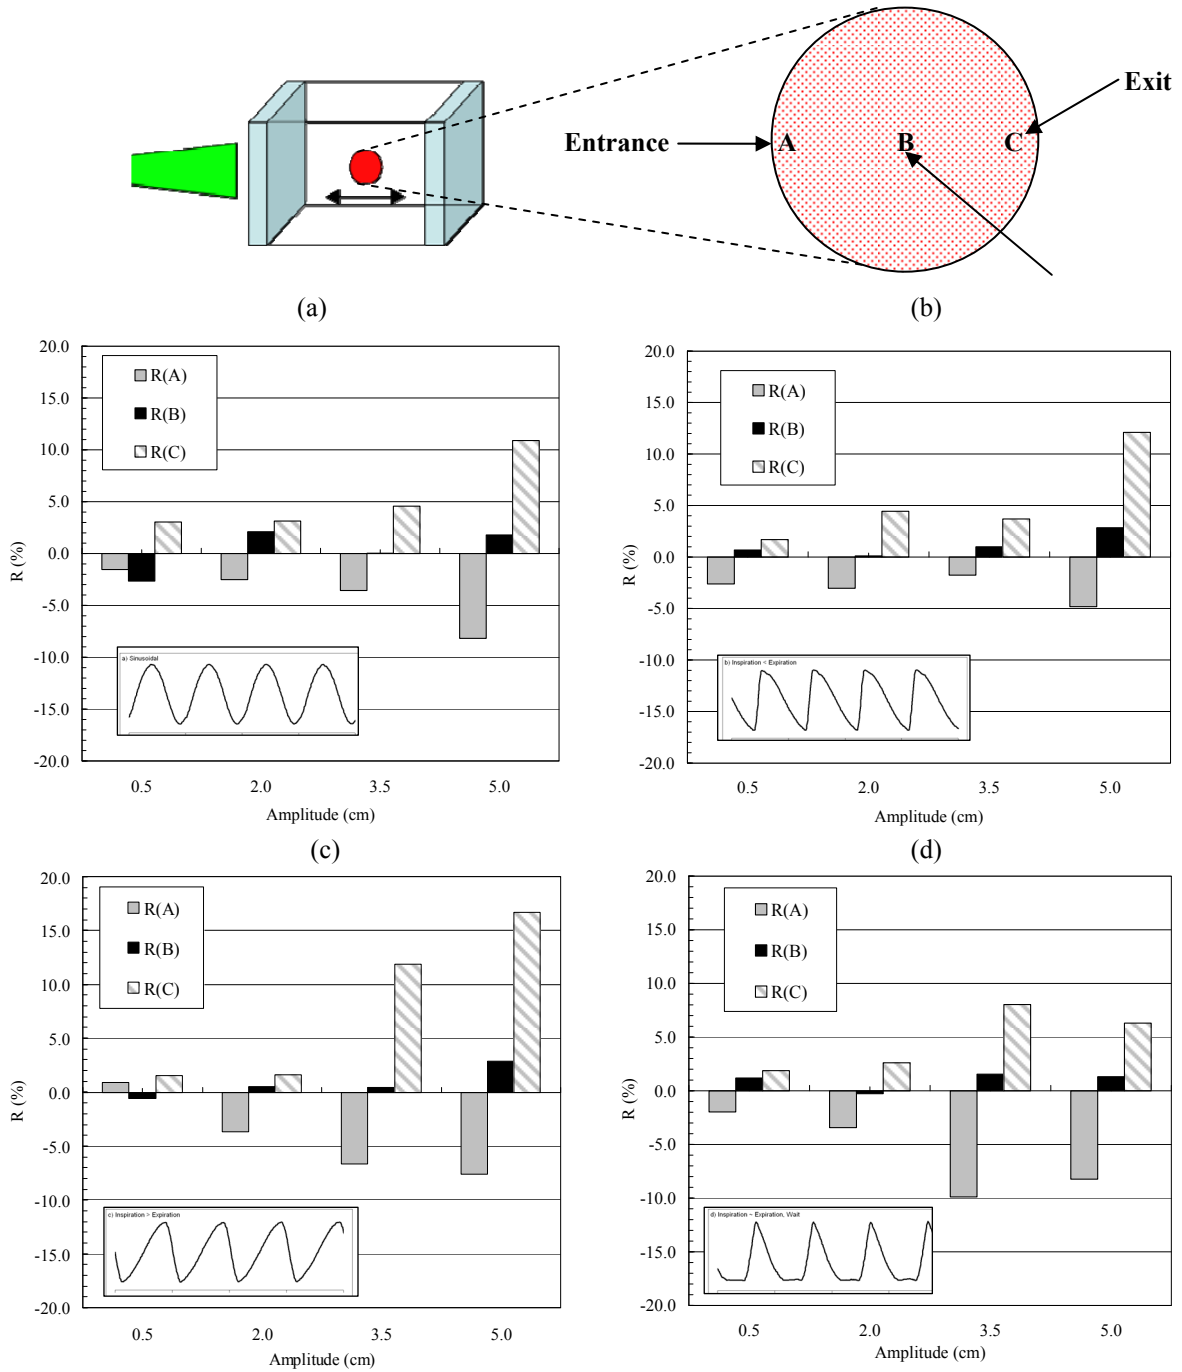 Entrance
A
B
C
Exit
(a)
(b)
20.0
15.0
10.0
5.0
0.0
-5.0
-10.0
-15.0
-20.0
R (%)
R(A)
R(B)
R(C)
a) Sinusoidal
0.5 2.0 3.5 5.0
Amplitude (cm)
(c)
20.0
15.0
10.0
5.0
0.0
-5.0
-10.0
-15.0
-20.0
R (%)
R(A)
R(B)
R(C)
b) Inspiration < Expiration
0.5 2.0 3.5 5.0
Amplitude (cm)
(d)
20.0
15.0
10.0
5.0
0.0
-5.0
-10.0
-15.0
-20.0
R (%)
R(A)
R(B)
R(C)
c) Inspiration > Expiration
0.5 2.0 3.5 5.0
Amplitude (cm)
20.0
15.0
10.0
5.0
0.0
-5.0
-10.0
-15.0
-20.0
R (%)
R(A)
R(B)
R(C)
d) Inspiration ~ Expiration, Wait
0.5 2.0 3.5 5.0
Amplitude (cm)